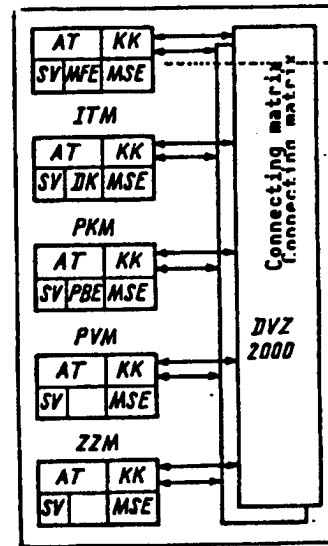 AT KK
SV MFE MSE
ITM
AT KK
SV DK MSE
PKM
AT KK
SV PBE MSE
PVM
AT KK
SV MSE
ZZM
AT KK
SV MSE
Connecting matrix
Connection matrix
DVZ
2000